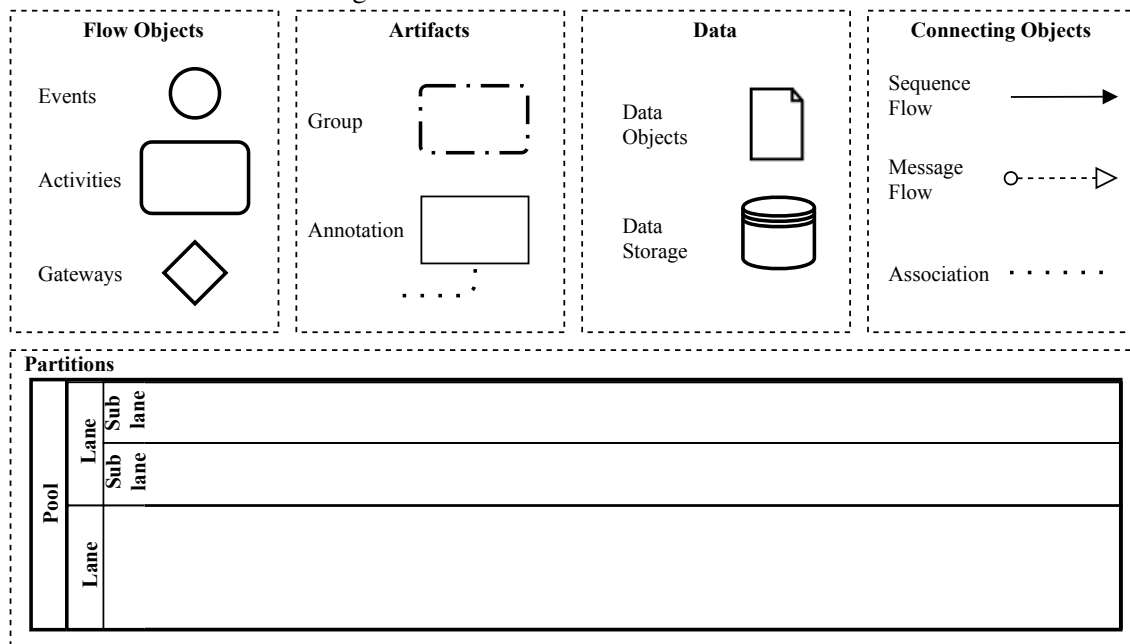 Flow Objects
Events
Activities
Gateways
Artifacts
Group
Annotation
Data
Data
Objects
Data
Storage
Connecting Objects
Sequence
Flow
Message
Flow
Association
Partitions
Pool
Lane
Sub
lane
Sub
lane
Lane